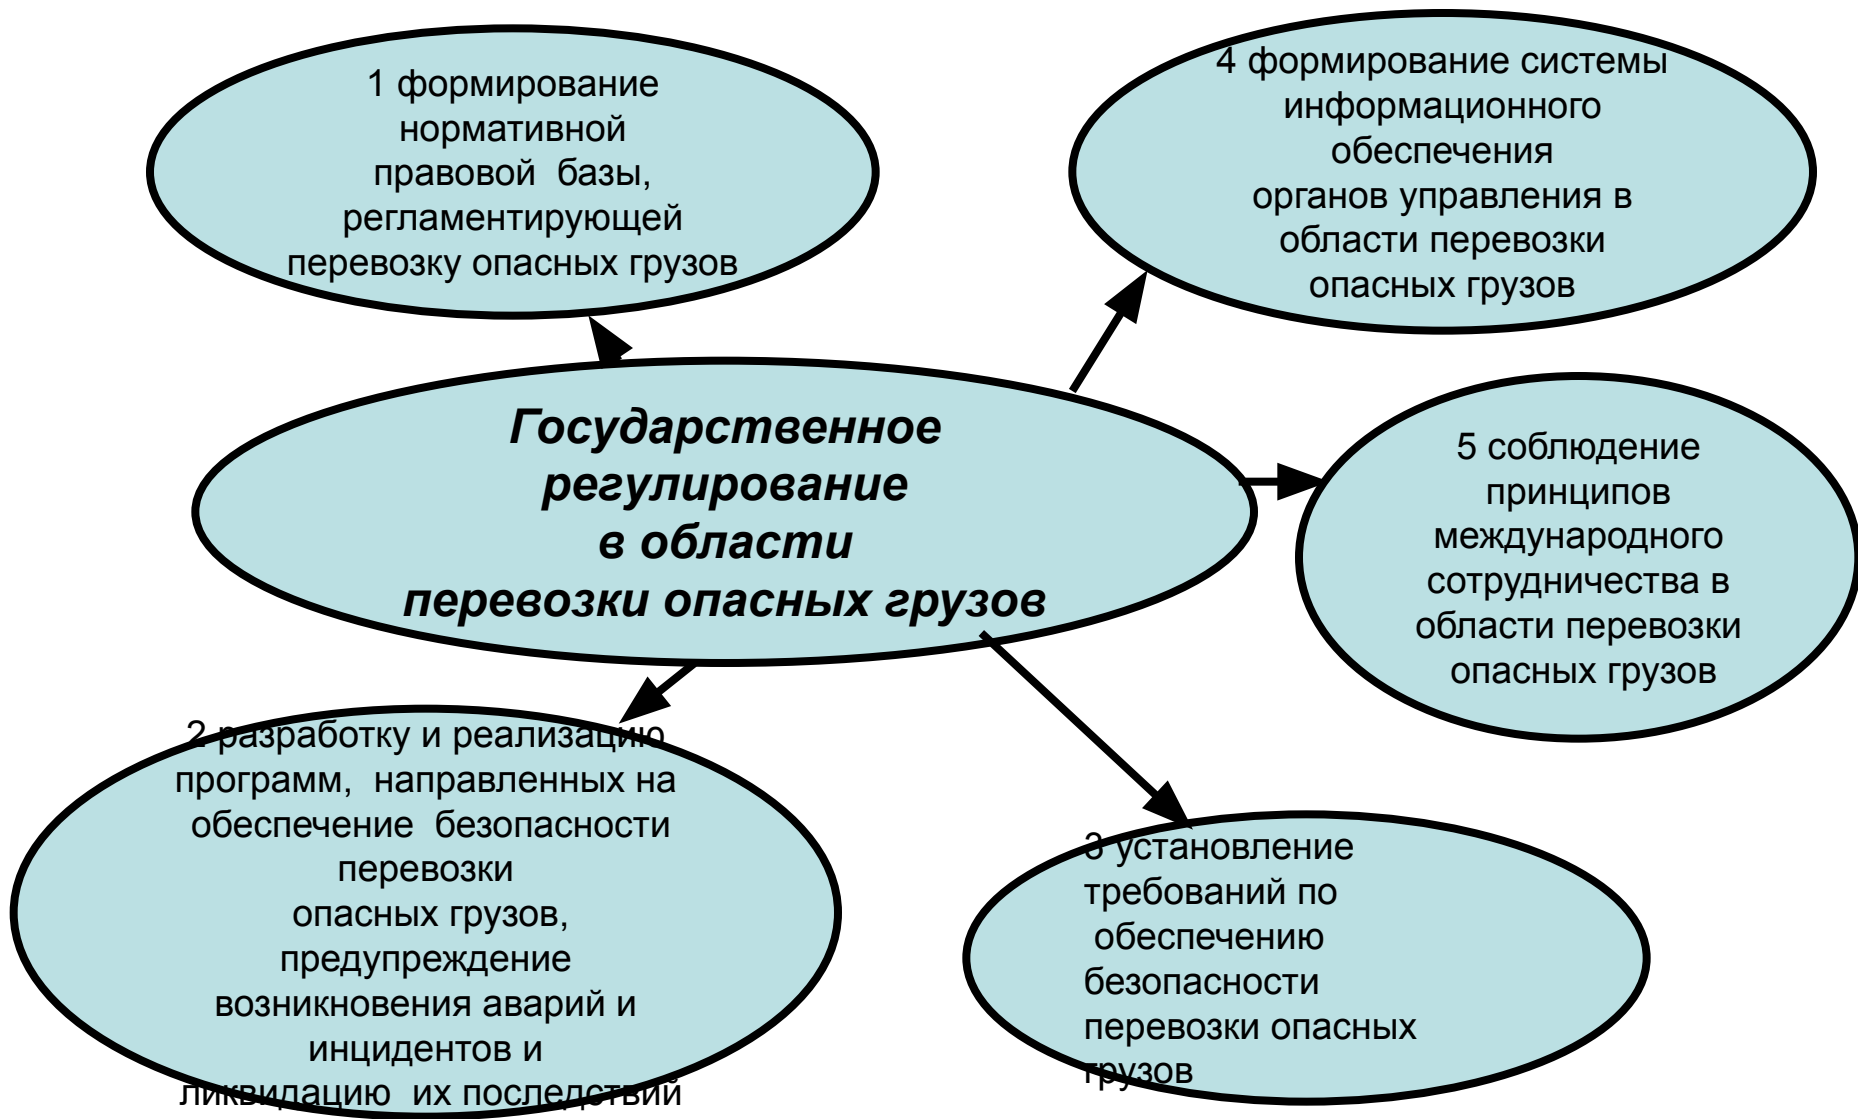 1 формирование
нормативной
правовой базы,
регламентирующей
перевозку опасных грузов
4 формирование системы
информационного
обеспечения
органов управления в
области перевозки
опасных грузов
Государственное
регулирование
в области
перевозки опасных грузов
5 соблюдение
принципов
международного
сотрудничества в
области перевозки
опасных грузов
2 разработку и реализацию
программ, направленных на
обеспечение безопасности
перевозки
опасных грузов,
предупреждение
возникновения аварий и
инцидентов и
ликвидацию их последствий
3 установление
требований по
обеспечению
безопасности
перевозки опасных
грузов